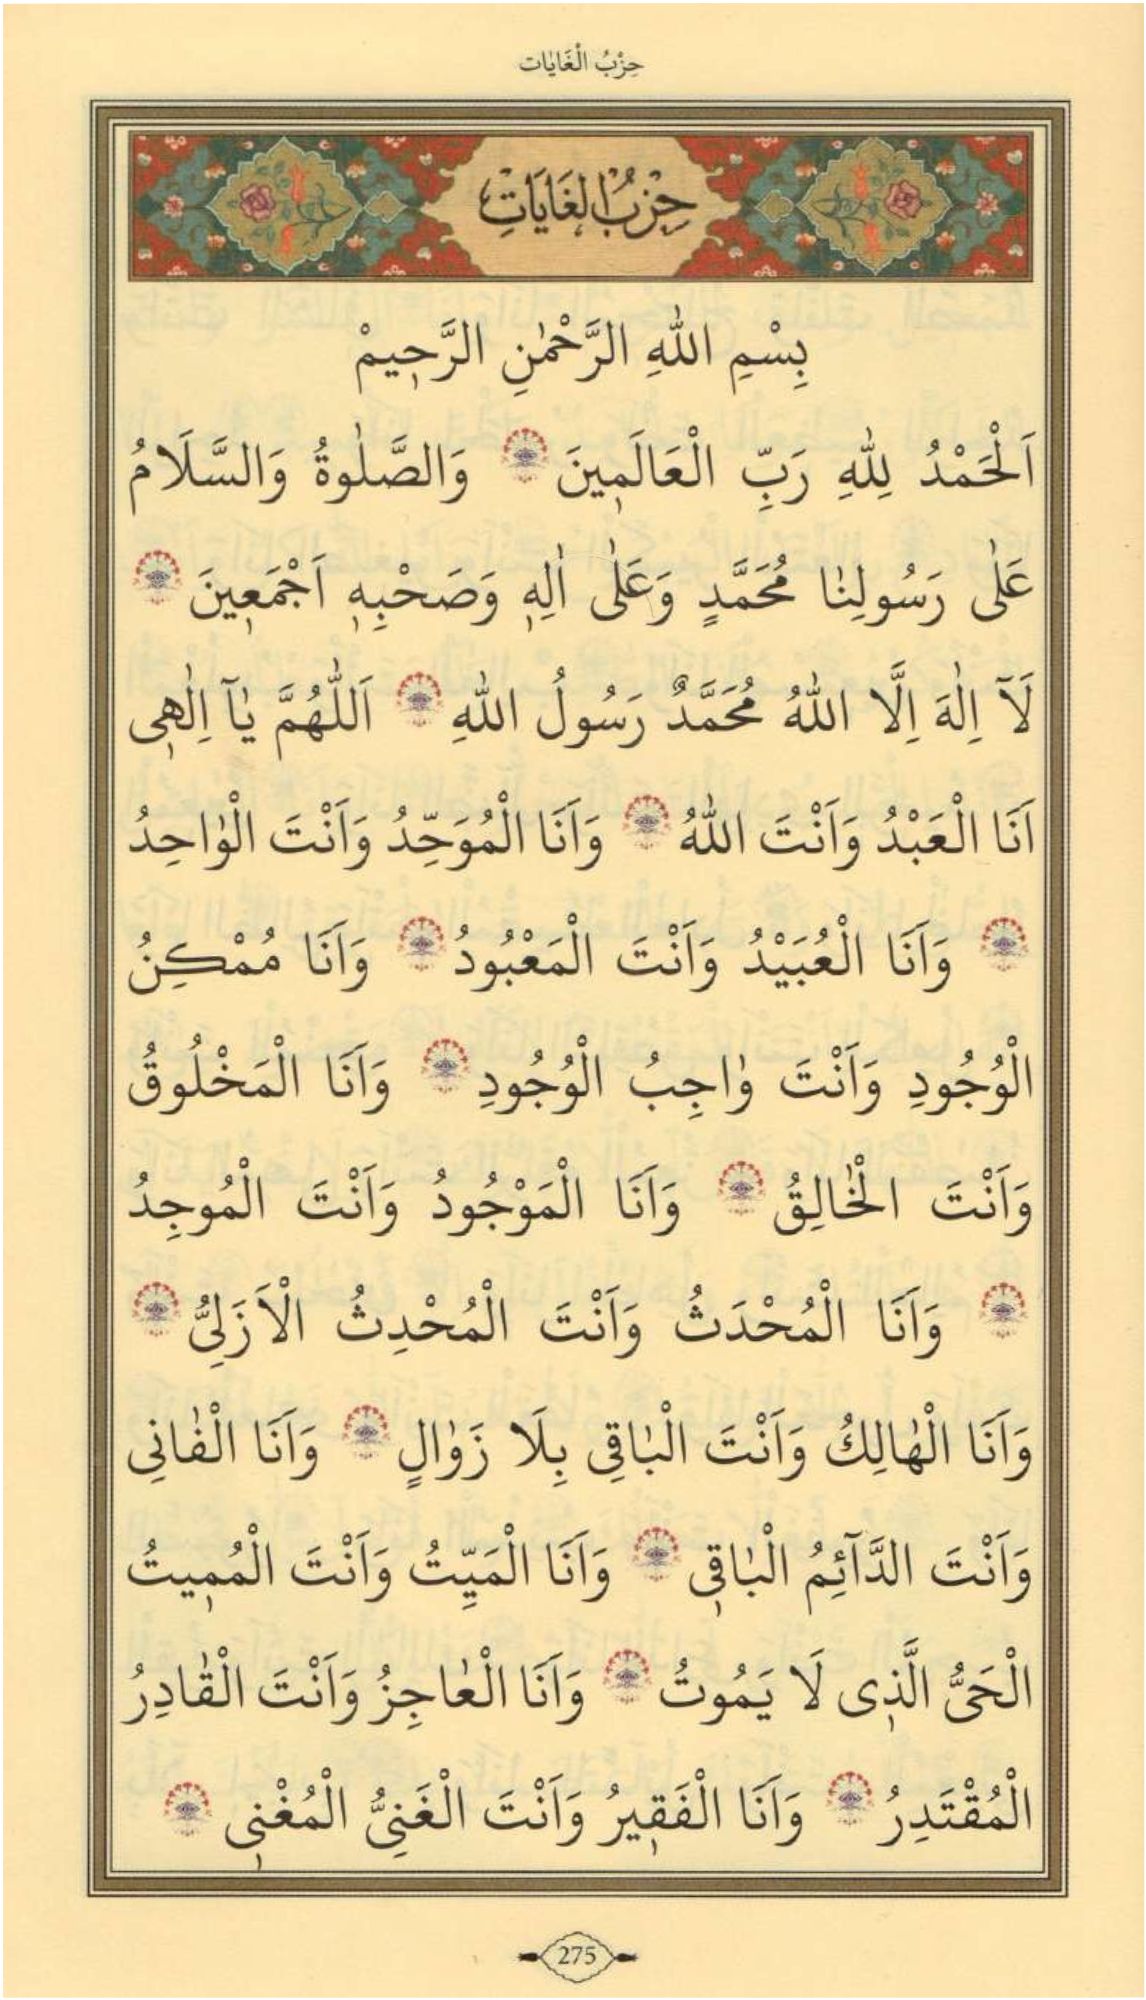 حِزْبُ الْغَايَات
حِزْبُ الْغَايَاتِ
بِسْمِ اللّٰهِ الرَّحْمٰنِ الرَّح۪يمْ
اَلْحَمْدُ لِلّٰهِ رَبِّ الْعَالَم۪ينَ ۞ وَالصَّلٰوةُ وَالسَّلَامُ
عَلٰى رَسُولِنٰا مُحَمَّدٍ وَعَلٰى اٰلِه۪ وَصَحْبِه۪ اَجْمَع۪ينَ ۞
لَآ اِلٰهَ اِلَّا اللّٰهُ مُحَمَّدٌ رَسُولُ اللّٰهِ ۞ اَللّٰهُمَّ يٰآ اِلٰه۪ى
اَنَا الْعَبْدُ وَاَنْتَ اللّٰهُ ۞ وَاَنَا الْمُوَحِّدُ وَاَنْتَ الْوٰاحِدُ
۞ وَاَنَا الْعُبَيْدُ وَاَنْتَ الْمَعْبُودُ ۞ وَاَنَا مُمْكِنُ
الْوُجُودِ وَاَنْتَ وٰاجِبُ الْوُجُودِ ۞ وَاَنَا الْمَخْلُوقُ
وَاَنْتَ الْخٰالِقُ ۞ وَاَنَا الْمَوْجُودُ وَاَنْتَ الْمُوجِدُ
۞ وَاَنَا الْمُحْدَثُ وَاَنْتَ الْمُحْدِثُ الْاَزَلِيُّ ۞
وَاَنَا الْهٰالِكُ وَاَنْتَ الْبٰاقِى بِلَا زَوٰالٍ ۞ وَاَنَا الْفٰانِى
وَاَنْتَ الدَّآئِمُ الْبٰاق۪ى ۞ وَاَنَا الْمَيِّتُ وَاَنْتَ الْمُم۪يتُ
الْحَىُّ الَّذ۪ى لَا يَمُوتُ ۞ وَاَنَا الْعٰاجِزُ وَاَنْتَ الْقٰادِرُ
الْمُقْتَدِرُ ۞ وَاَنَا الْفَق۪يرُ وَاَنْتَ الْغَنِىُّ الْمُغْن۪ى ۞
275